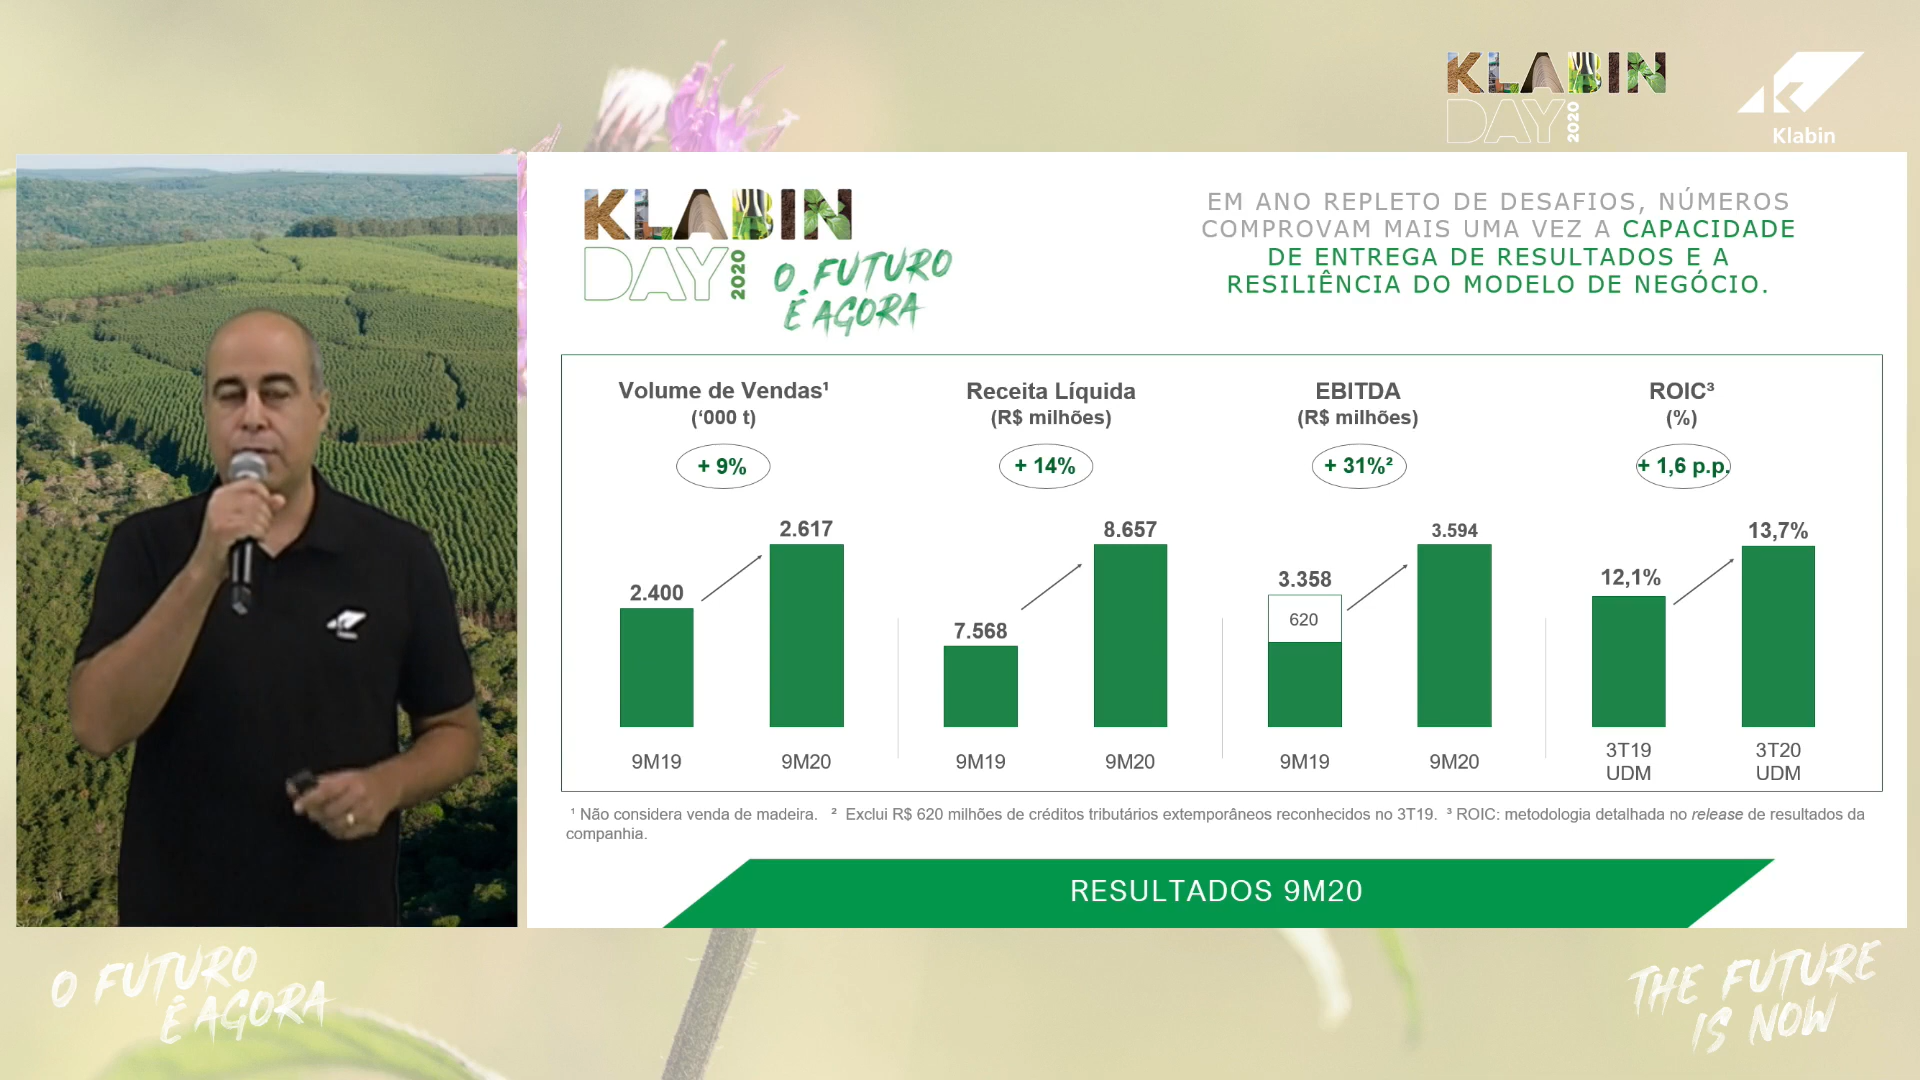 KLABIN
DAY 2020
Klabin
KLABIN
DAY 2020
O FUTURO
É AGORA
EM ANO REPLETO DE DESAFIOS, NÚMEROS
COMPROVAM MAIS UMA VEZ A CAPACIDADE
DE ENTREGA DE RESULTADOS E A
RESILIÊNCIA DO MODELO DE NEGÓCIO.
Volume de Vendas¹
(‘000 t)
+ 9%
2.400
2.617
9M19
9M20
Receita Líquida
(R$ milhões)
+ 14%
7.568
8.657
9M19
9M20
EBITDA
(R$ milhões)
+ 31%²
3.358
620
3.594
9M19
9M20
ROIC³
(%)
+ 1,6 p.p.
12,1%
13,7%
3T19
UDM
3T20
UDM
¹ Não considera venda de madeira. ² Exclui R$ 620 milhões de créditos tributários extemporâneos reconhecidos no 3T19. ³ ROIC: metodologia detalhada no release de resultados da
companhia.
RESULTADOS 9M20
O FUTURO
É AGORA
THE FUTURE
IS NOW